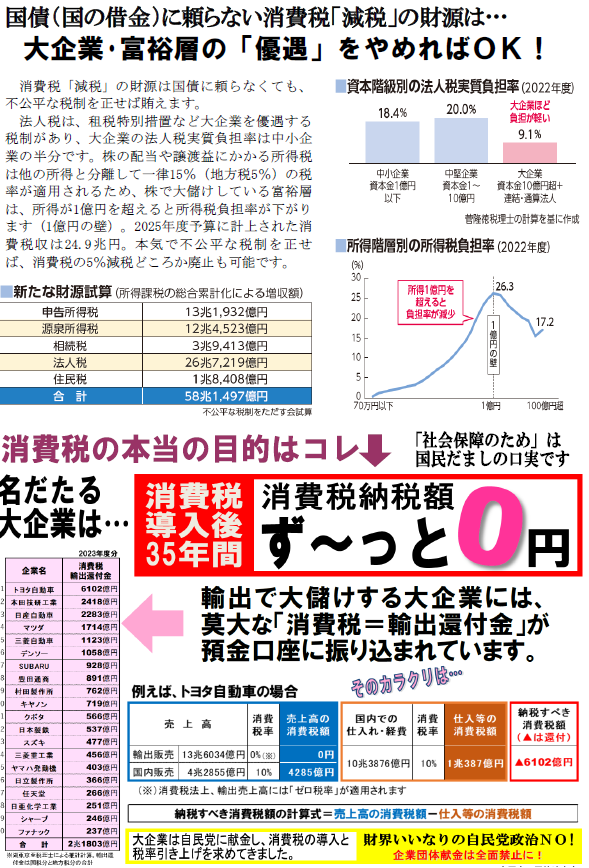 国債（国の借金）に頼らない消費税「減税」の財源は…
大企業・富裕層の「優遇」をやめればOK！
消費税「減税」の財源は国債に頼らなくても、
不公平な税制を正せば賄えます。
法人税は、租税特別措置など大企業を優遇する
税制があり、大企業の法人税実質負担率は中小企
業の半分です。株の配当や譲渡益にかかる所得税
は他の所得と分離して一律15%（地方税5%）の税
率が適用されるため、株で大儲けしている富裕層
は、所得が1億円を超えると所得税負担率が下がり
ます（1億円の壁）。2025年度予算に計上された消
費税収は24.9兆円。本気で不公平な税制を正せ
ば、消費税の5%減税どころか廃止も可能です。
■資本階級別の法人税実質負担率（2022年度）
18.4%
20.0%
大企業ほど
負担が軽い
9.1%
中小企業
資本金1億円
以下
中堅企業
資本金1～
10億円
大企業
資本金10億円超＋
連結・通算法人
菅隆徳税理士の計算を基に作成
■新たな財源試算（所得課税の総合累計化による増収額）
申告所得税 13兆1,932億円
源泉所得税 12兆4,523億円
相続税 3兆9,413億円
法人税 26兆7,219億円
住民税 1兆8,408億円
合 計 58兆1,497億円
不公平な税制をただす会試算
■所得階層別の所得税負担率（2022年度）
(%)
30
25
20
15
10
5
0
所得1億円を
超えると
負担率が減少
26.3
17.2
1億円の壁
70万円以下
1億円
100億円超
消費税の本当の目的はコレ
「社会保障のため」は
国民だましの口実です
名だたる
大企業は…
消費税
導入後
35年間
消費税納税額
ず～っと0円
2023年度分
企業名 消費税
輸出還付金
1 トヨタ自動車 6102億円
2 本田技研工業 2418億円
3 日産自動車 2283億円
4 マツダ 1714億円
5 三菱自動車 1123億円
6 デンソー 1058億円
7 SUBARU 928億円
8 豊田通商 891億円
9 村田製作所 762億円
0 キヤノン 719億円
1 クボタ 566億円
2 日本製鉄 537億円
3 スズキ 477億円
4 三菱重工業 456億円
5 ヤマハ発動機 403億円
6 日立製作所 366億円
7 任天堂 266億円
8 日亜化学工業 251億円
9 シャープ 246億円
0 ファナック 237億円
合 計 2兆1803億円
輸出で大儲けする大企業には、
莫大な「消費税＝輸出還付金」が
預金口座に振り込まれています。
そのカラクリは…
例えば、トヨタ自動車の場合
売 上 高 消費
税率 売上高の
消費税額
輸出販売 13兆6034億円 0%(※) 0円
国内販売 4兆2855億円 10% 4285億円
国内での
仕入れ・経費 消費
税率 仕入等の
消費税額
10兆3876億円 10% 1兆387億円
納税すべき
消費税額
(▲は還付)
▲6102億円
（※）消費税法上、輸出売上高には「ゼロ税率」が適用されます
納税すべき消費税額の計算式＝売上高の消費税額－仕入等の消費税額
大企業は自民党に献金し、消費税の導入と
税率引き上げを求めてきました。
財界いいなりの自民党政治NO！
企業団体献金は全面禁止に！